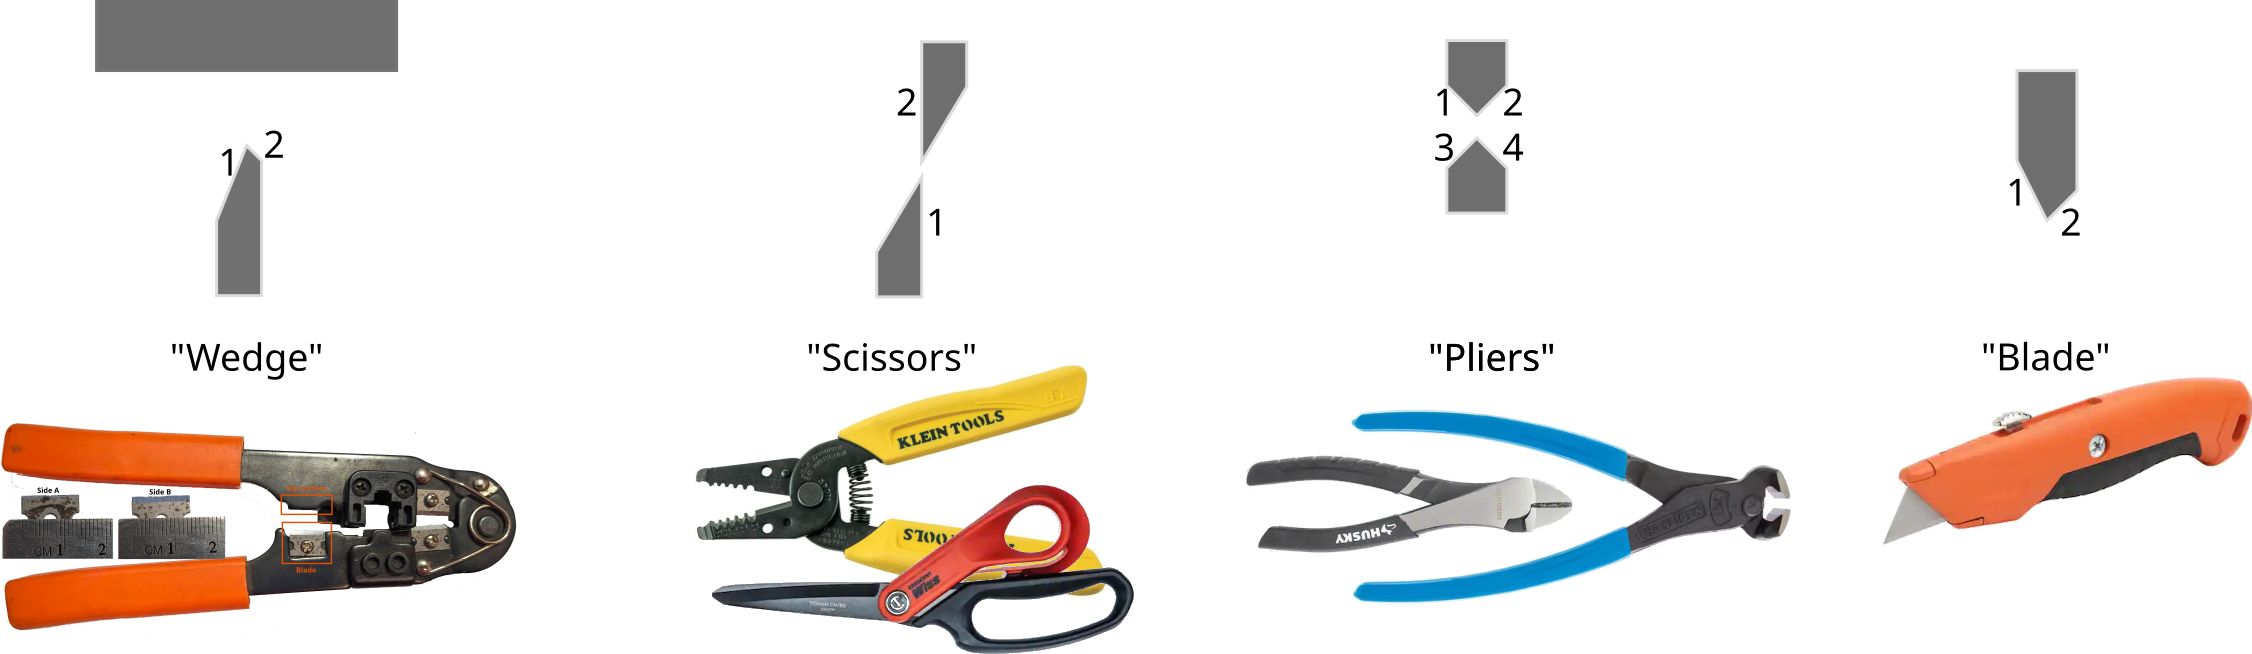 1
2
2
1
1
2
3
4
1
2
"Wedge"
"Scissors"
"Pliers"
"Blade"
KLEIN TOOLS
Side A
Side B
CM 1 2
CM 1 2
Blade
HUSKY
TOOLS
WISS